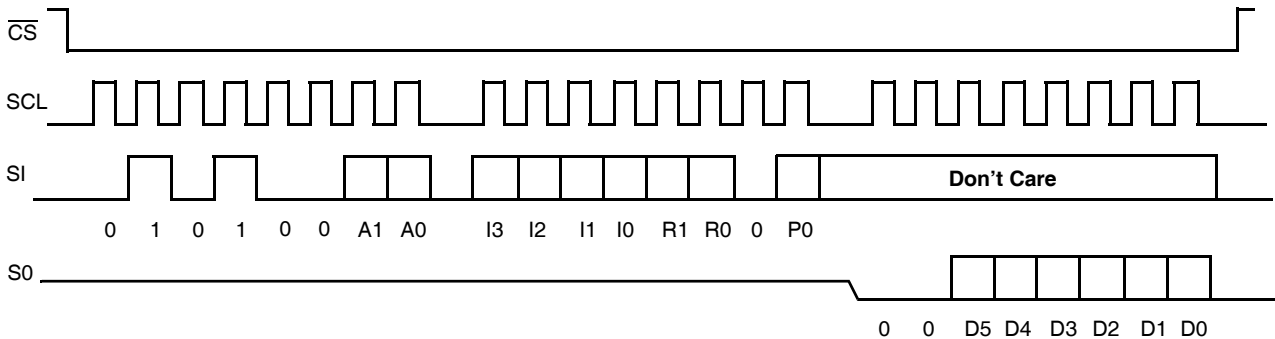 CS
SCL
SI
Don't Care
0 1 0 1 0 0 A1 A0 I3 I2 I1 I0 R1 R0 0 P0
S0
0 0 D5 D4 D3 D2 D1 D0